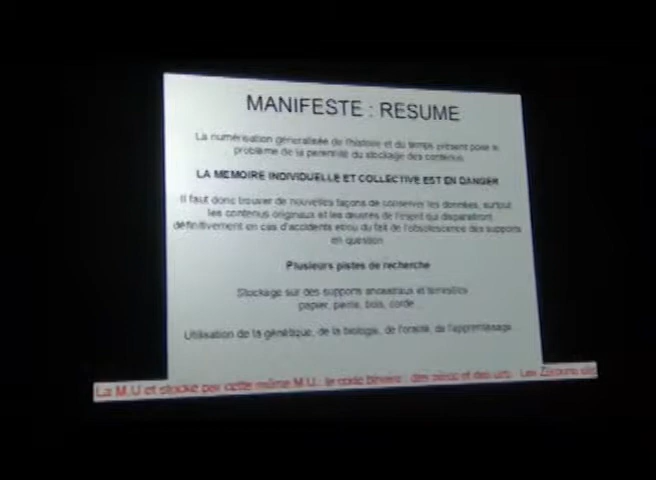 MANIFESTE : RESUME
La numérisation généralisée de l'histoire et du temps présent pose le
problème de la pérennité du stockage des contenus
LA MEMOIRE INDIVIDUELLE ET COLLECTIVE EST EN DANGER
Il faut donc trouver de nouvelles façons de conserver les données, surtout
les contenus originaux et les œuvres de l'esprit qui disparaitront
définitivement en cas d'accidents et/ou du fait de l'obsolescence des supports
en question
Plusieurs pistes de recherche
Stockage sur des supports ancestraux et terrestres
papier, pierre, bois, corde
Utilisation de la génétique, de la biologie, de l'oralité, de l'apprentissage...
La M.U et stocké par cette même M.U. le code binaire : des zéros et des uns. Les